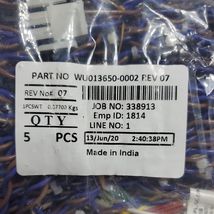 PART NO WU013650-0002 REV 07
REV No#: 07
1PCSWT 0.17700 Kgs
JOB NO: 338913
QTY
Emp ID: 1814
5 PCS
LINE NO: 1
13/Jun/20 2:40:38PM
Made in India